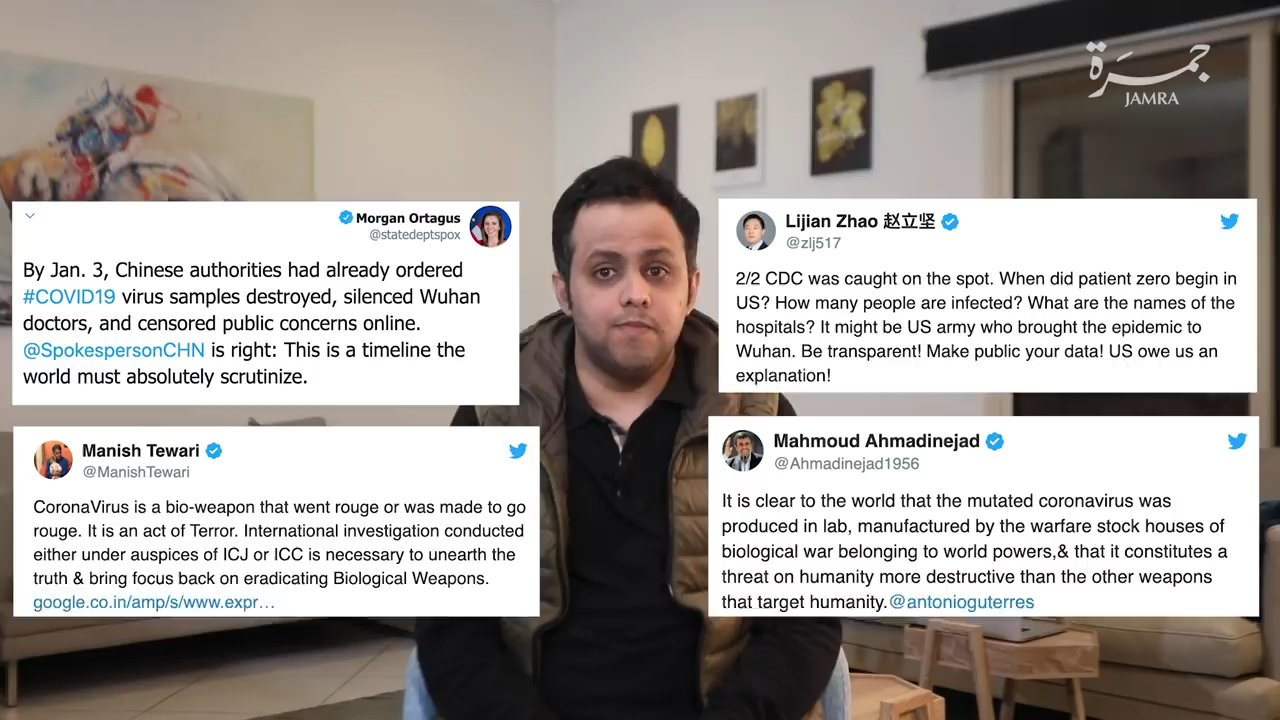 جمرة
JAMRA
Morgan Ortagus
@statedeptspox
By Jan. 3, Chinese authorities had already ordered
#COVID19 virus samples destroyed, silenced Wuhan
doctors, and censored public concerns online.
@SpokespersonCHN is right: This is a timeline the
world must absolutely scrutinize.
Lijian Zhao 赵立坚
@zlj517
2/2 CDC was caught on the spot. When did patient zero begin in
US? How many people are infected? What are the names of the
hospitals? It might be US army who brought the epidemic to
Wuhan. Be transparent! Make public your data! US owe us an
explanation!
Manish Tewari
@ManishTewari
CoronaVirus is a bio-weapon that went rouge or was made to go
rouge. It is an act of Terror. International investigation conducted
either under auspices of ICJ or ICC is necessary to unearth the
truth & bring focus back on eradicating Biological Weapons.
google.co.in/amp/s/www.expr…
Mahmoud Ahmadinejad
@Ahmadinejad1956
It is clear to the world that the mutated coronavirus was
produced in lab, manufactured by the warfare stock houses of
biological war belonging to world powers,& that it constitutes a
threat on humanity more destructive than the other weapons
that target humanity.@antonioguterres